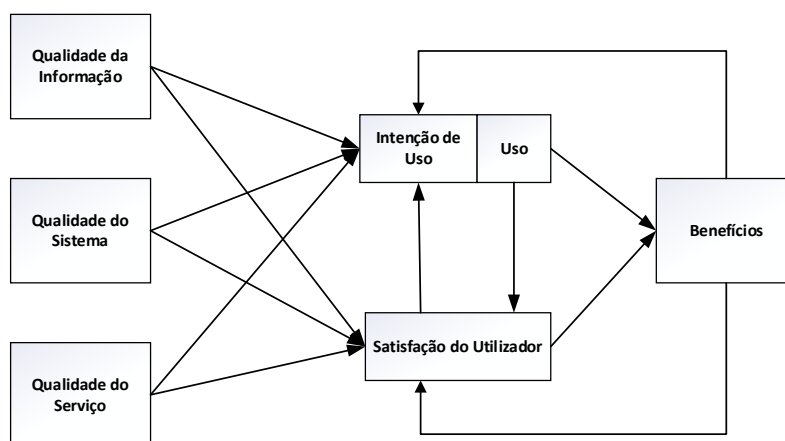 Qualidade da
Informação
Intenção de
Uso
Uso
Qualidade do
Sistema
Benefícios
Satisfação do Utilizador
Qualidade do
Serviço